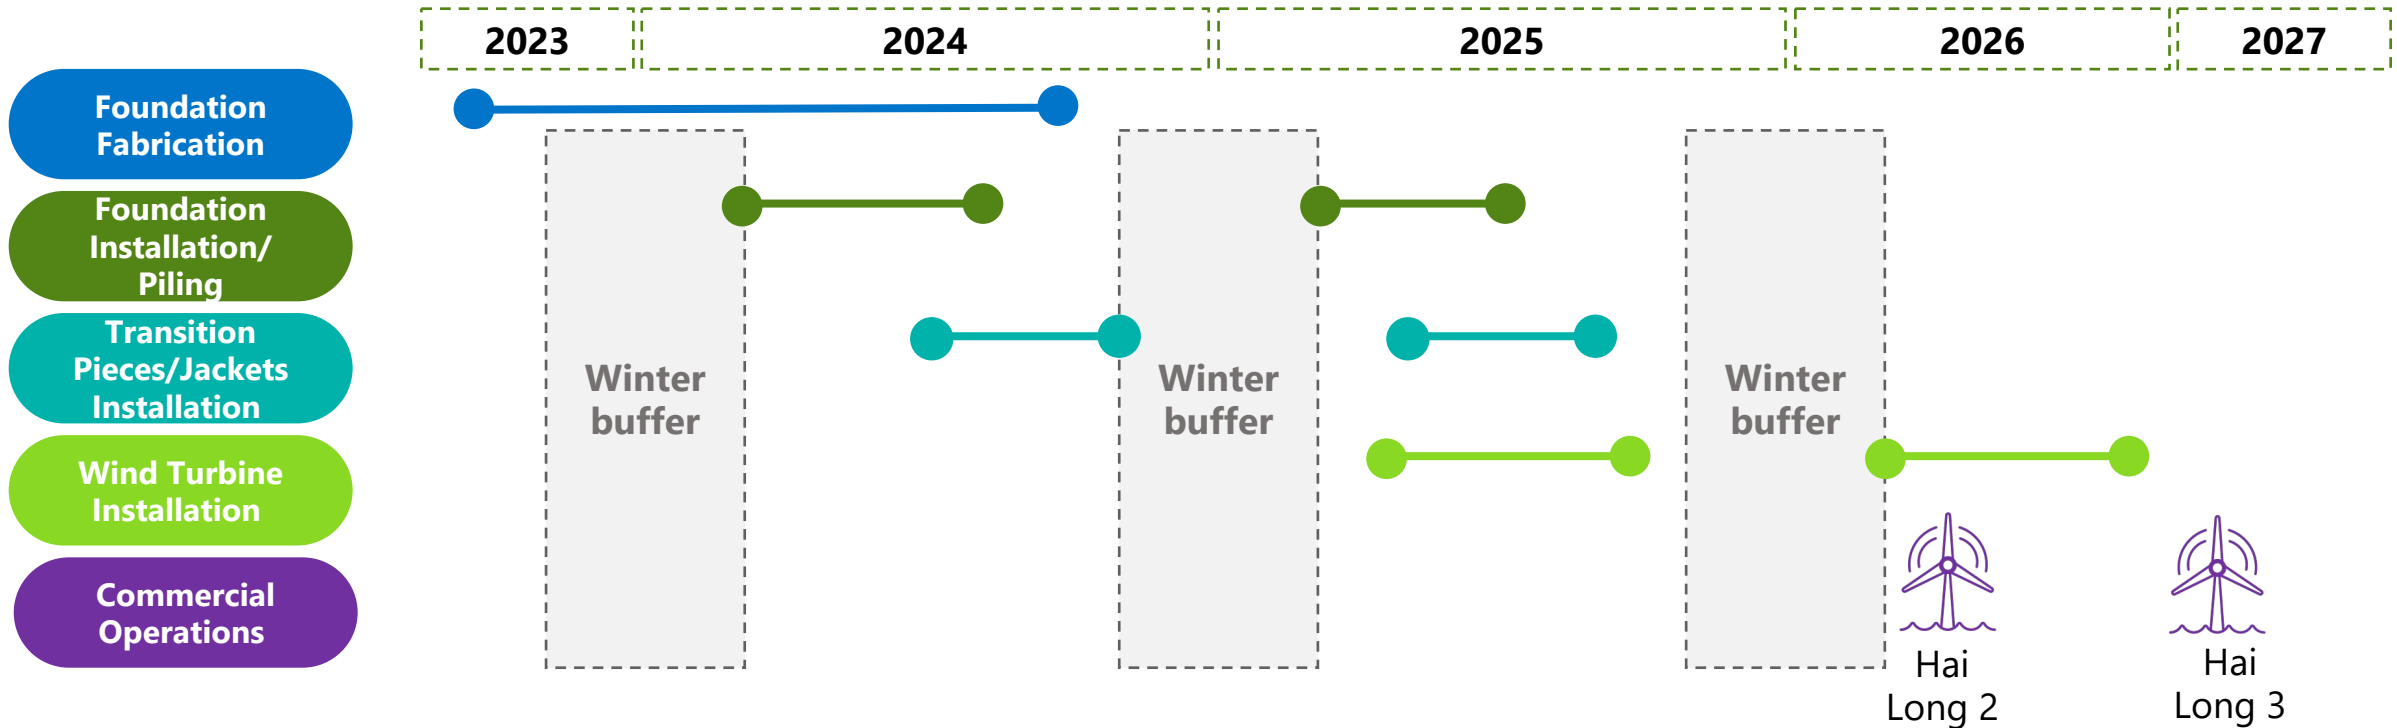 2023
2024
2025
2026
2027
Foundation
Fabrication
Foundation
Installation/
Piling
Transition
Pieces/Jackets
Installation
Wind Turbine
Installation
Commercial
Operations
Winter
buffer
Winter
buffer
Winter
buffer
Hai
Long 2
Hai
Long 3